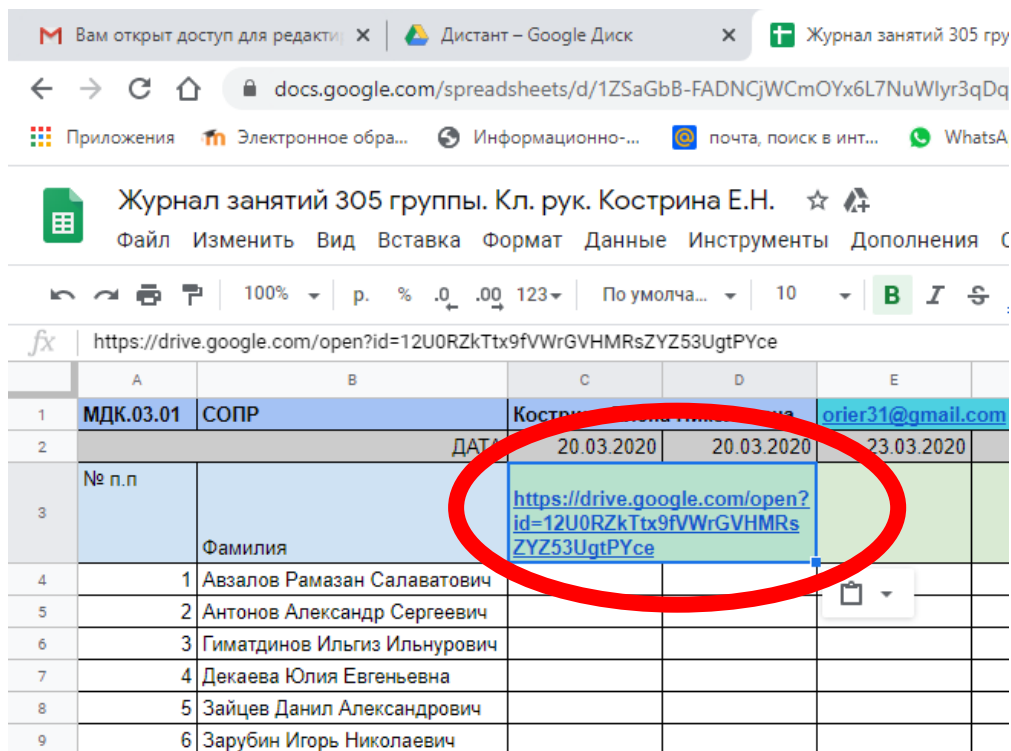 Вам открыт доступ для редакти
Дистант – Google Диск
Журнал занятий 305 гру
docs.google.com/spreadsheets/d/1ZSaGbB-FADNCjWCmOYx6L7NuWIyr3qDq
Приложения Электронное обра... Информационно-... почта, поиск в инт... WhatsA
Журнал занятий 305 группы. Кл. рук. Кострина Е.Н.
Файл Изменить Вид Вставка Формат Данные Инструменты Дополнения
100% р. % .0 .00 123 По умолча... 10 B I S
fx https://drive.google.com/open?id=12U0RZkTtx9fVWrGVHMRsZYZ53UgtPYce
A B C D E
1 МДК.03.01 СОПР orier31@gmail.com
2 ДАТА 20.03.2020 20.03.2020 23.03.2020
№ п.п
https://drive.google.com/open?
id=12U0RZkTtx9fVWrGVHMRs
ZYZ53UgtPYce
3 Фамилия
4 1 Авзалов Рамазан Салаватович
5 2 Антонов Александр Сергеевич
6 3 Гиматдинов Ильгиз Ильнурович
7 4 Декаева Юлия Евгеньевна
8 5 Зайцев Данил Александрович
9 6 Зарубин Игорь Николаевич